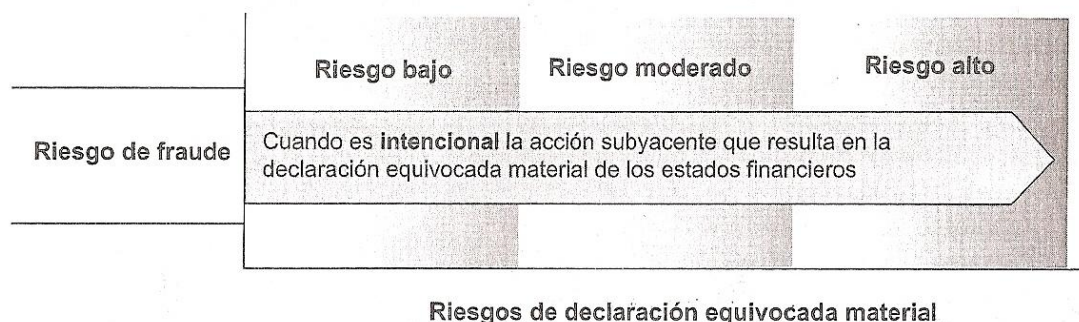 Riesgo bajo
Riesgo moderado
Riesgo alto
Riesgo de fraude
Cuando es intencional la acción subyacente que resulta en la
declaración equivocada material de los estados financieros
Riesgos de declaración equivocada material